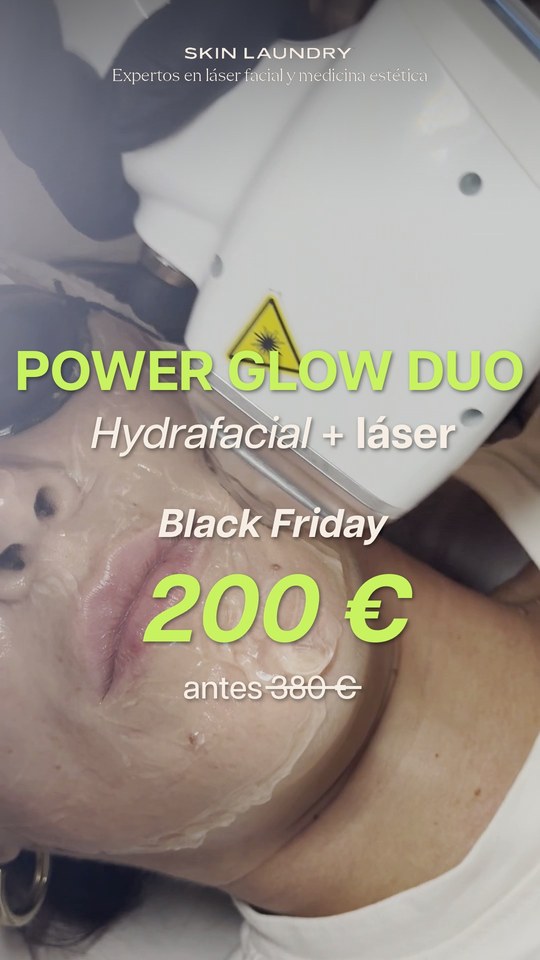 SKIN LAUNDRY
Expertos en láser facial y medicina estética
POWER GLOW DUO
Hydrafacial + láser
Black Friday
200 €
antes 380 €